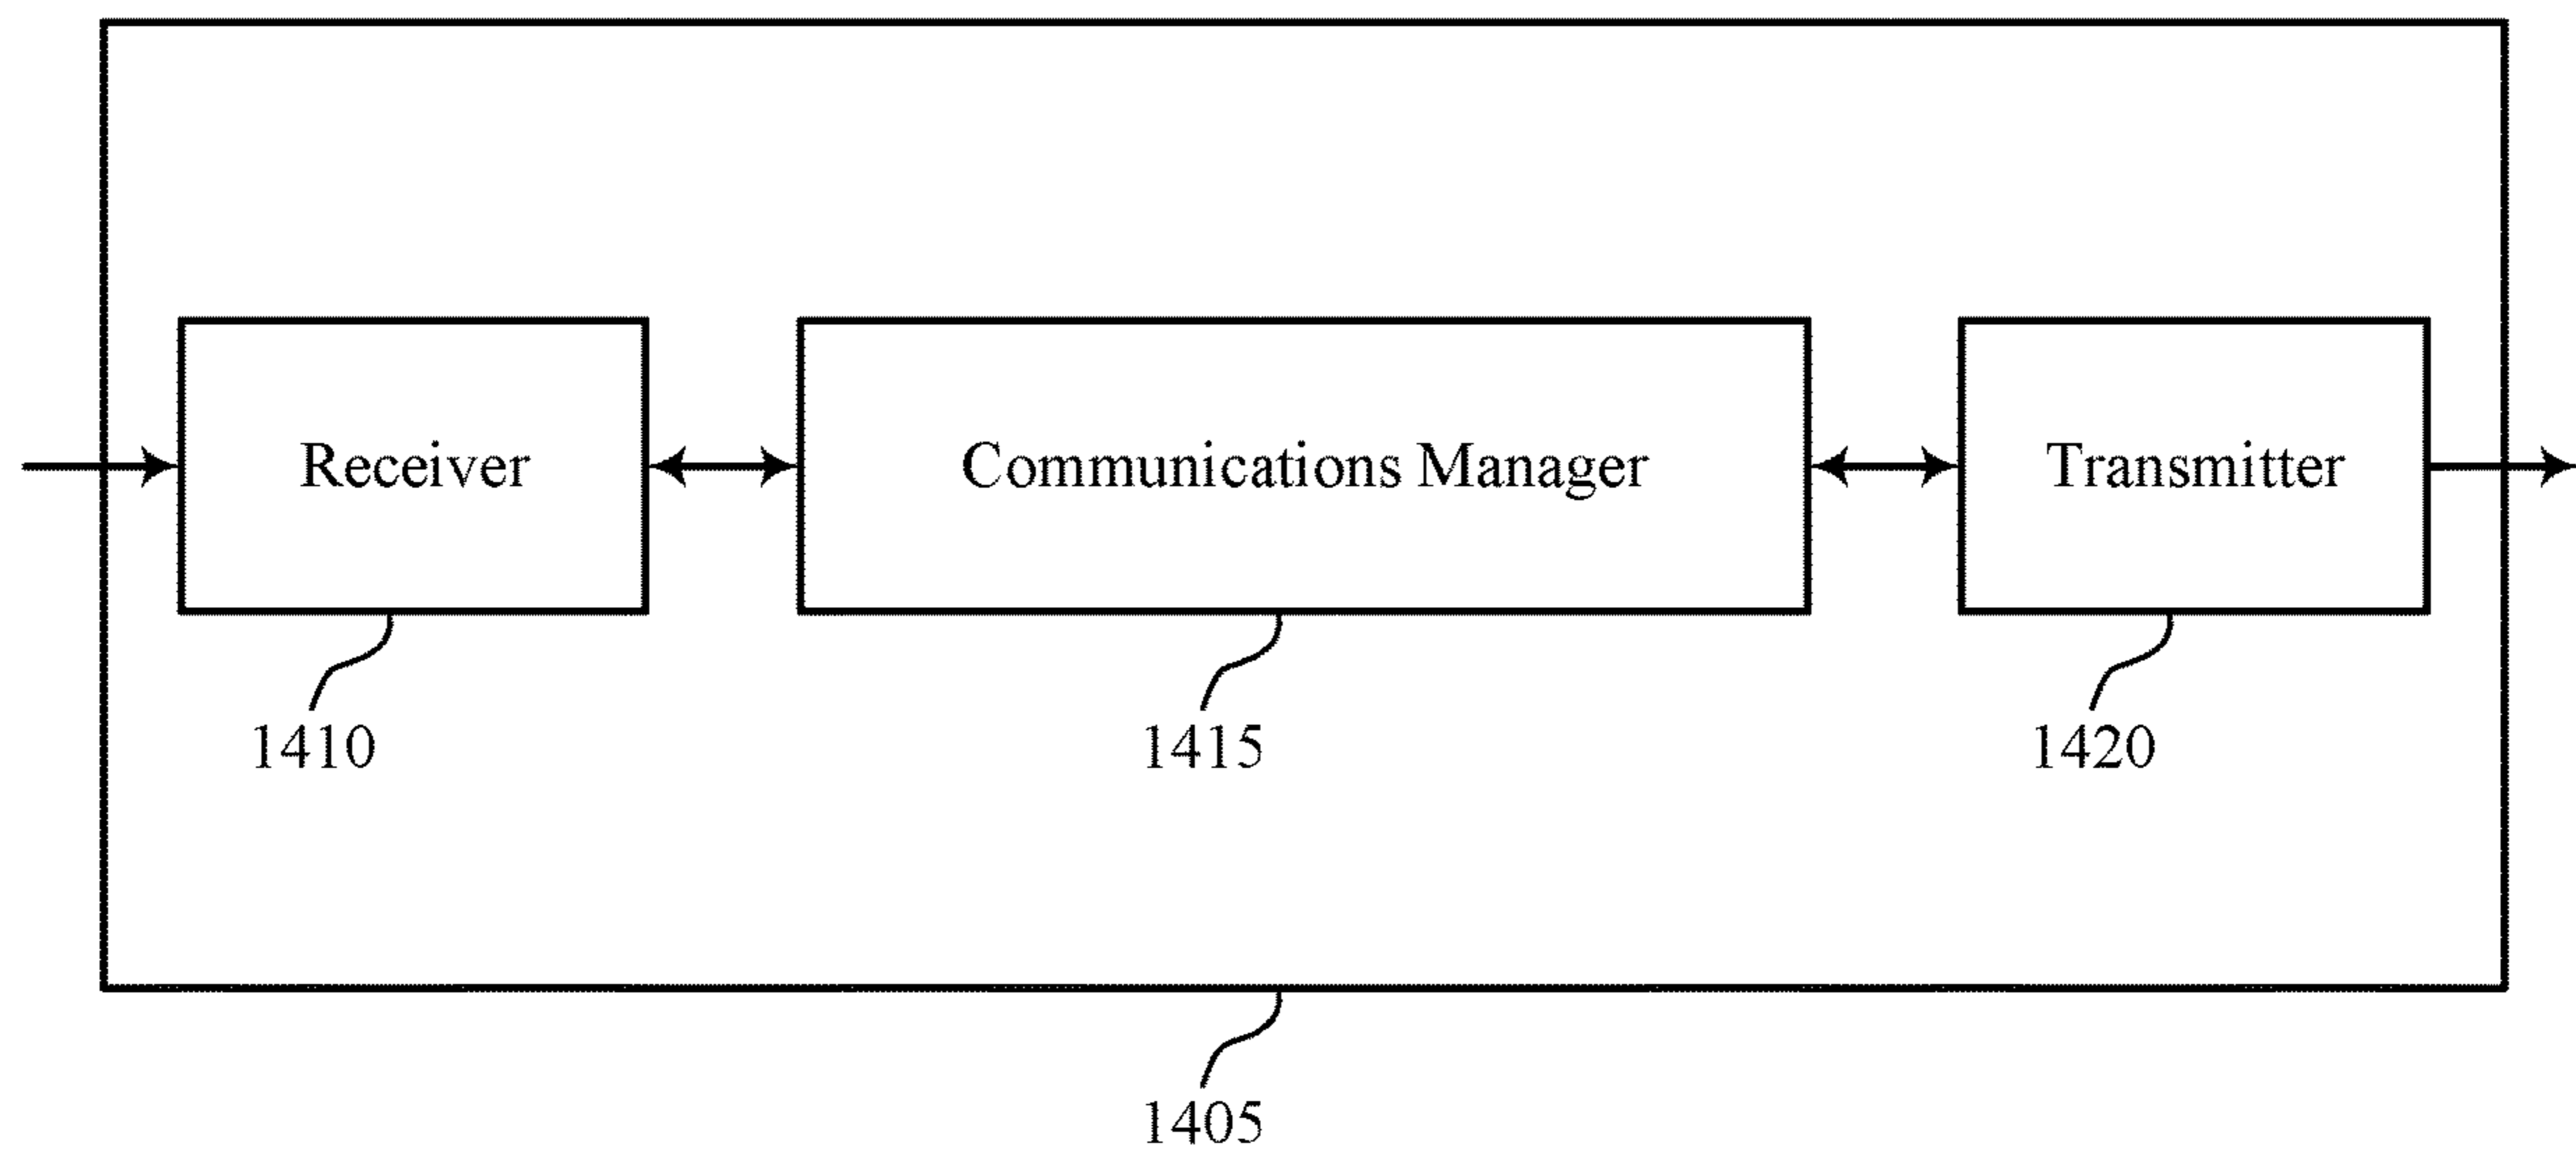 Receiver
Communications Manager
Transmitter
1410
1415
1420
1405